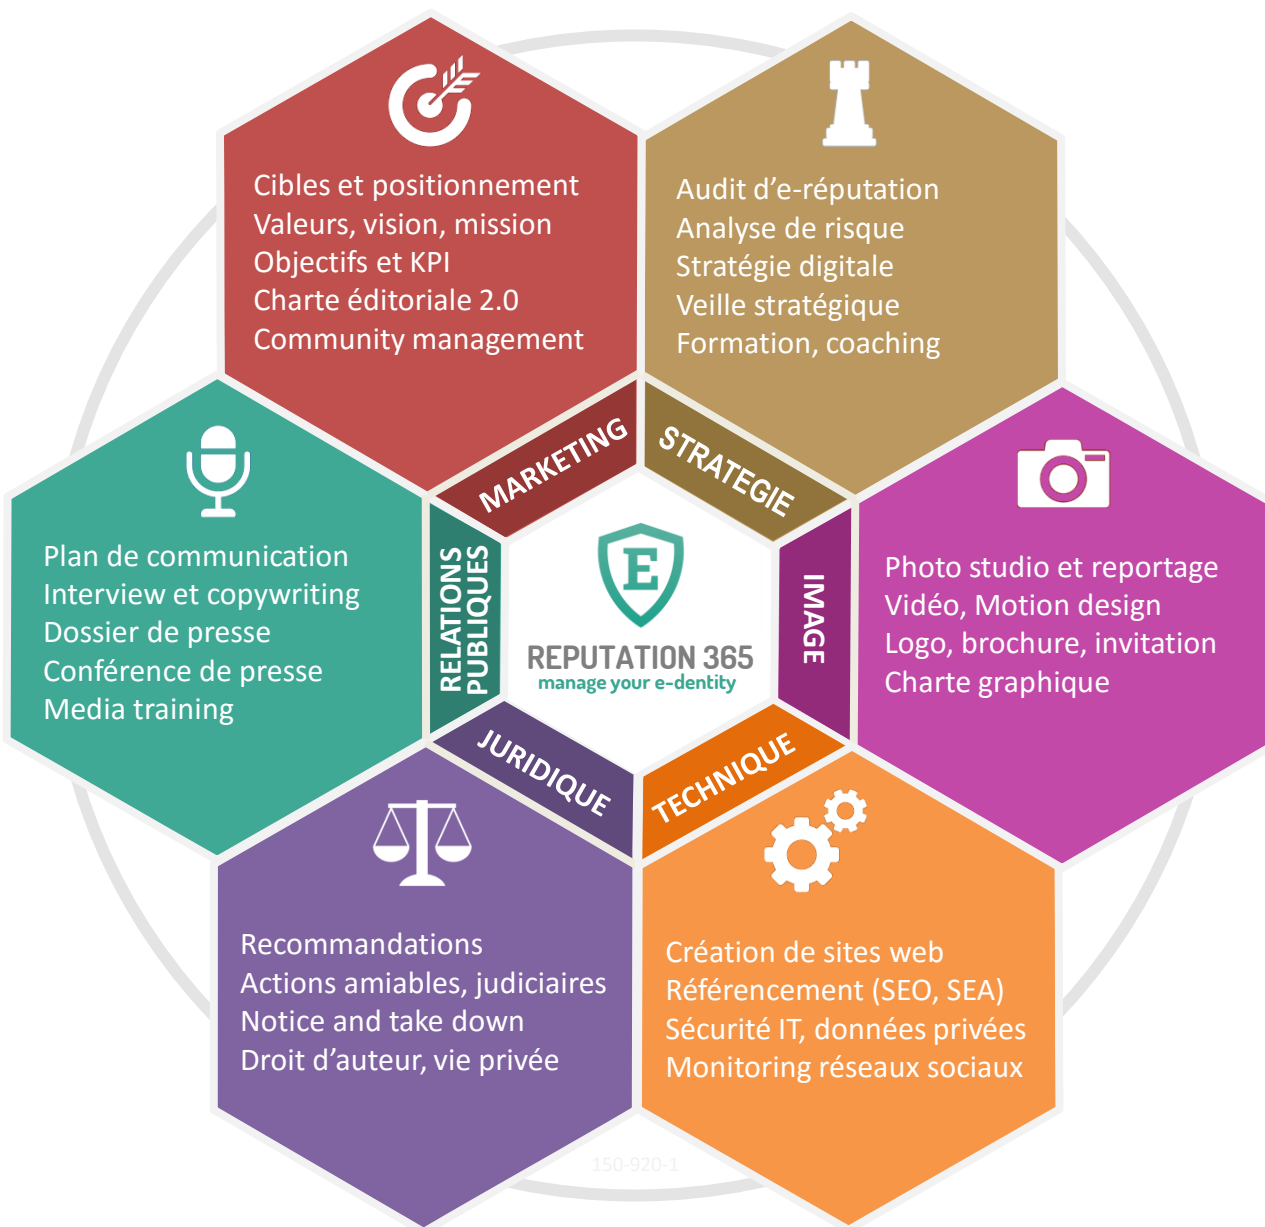 Cibles et positionnement
Valeurs, vision, mission
Objectifs et KPI
Charte éditoriale 2.0
Community management
MARKETING
Audit d’e-réputation
Analyse de risque
Stratégie digitale
Veille stratégique
Formation, coaching
STRATEGIE
Plan de communication
Interview et copywriting
Dossier de presse
Conférence de presse
Media training
RELATIONS
PUBLIQUES
E
REPUTATION 365
manage your e-dentity
IMAGE
Photo studio et reportage
Vidéo, Motion design
Logo, brochure, invitation
Charte graphique
JURIDIQUE
Recommandations
Actions amiables, judiciaires
Notice and take down
Droit d’auteur, vie privée
TECHNIQUE
Création de sites web
Référencement (SEO, SEA)
Sécurité IT, données privées
Monitoring réseaux sociaux
150-920-1